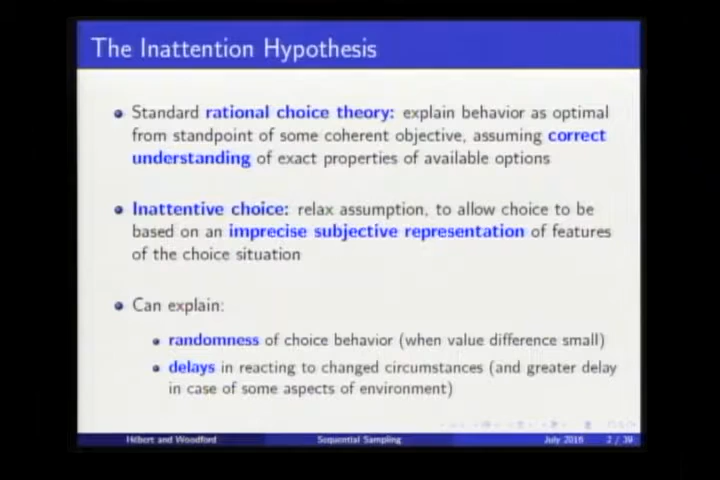 The Inattention Hypothesis
Standard rational choice theory: explain behavior as optimal
from standpoint of some coherent objective, assuming correct
understanding of exact properties of available options
Inattentive choice: relax assumption, to allow choice to be
based on an imprecise subjective representation of features
of the choice situation
Can explain:
randomness of choice behavior (when value difference small)
delays in reacting to changed circumstances (and greater delay
in case of some aspects of environment)
Hébert and Woodford Sequential Sampling July 2016 2 / 39